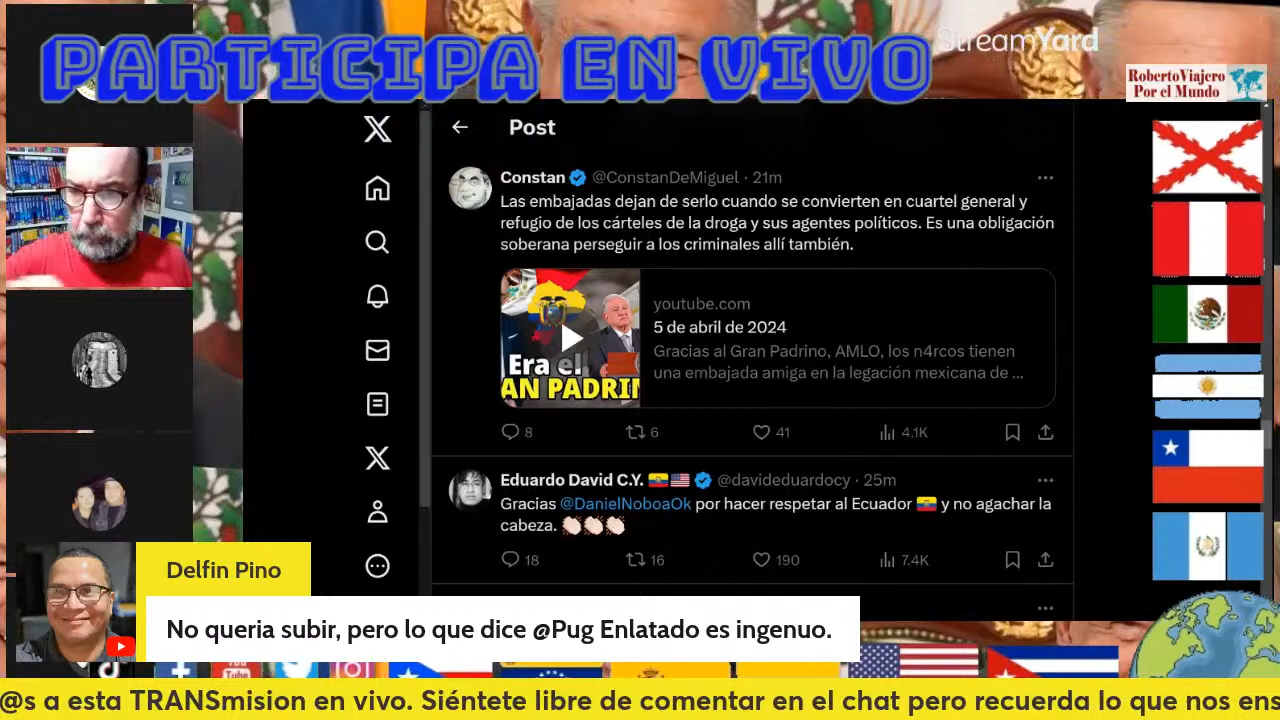 PARTICIPA EN VIVO
StreamYard
RobertoViajero
Por el Mundo
Post
Constan @ConstanDeMiguel · 21m
Las embajadas dejan de serlo cuando se convierten en cuartel general y
refugio de los cárteles de la droga y sus agentes políticos. Es una obligación
soberana perseguir a los criminales allí también.
youtube.com
5 de abril de 2024
Gracias al Gran Padrino, AMLO, los n4rcos tienen
una embajada amiga en la legación mexicana de ...
Era el
AN PADRIN
8 6 41 4.1K
Eduardo David C.Y. @davideduardocy · 25m
Gracias @DanielNoboaOk por hacer respetar al Ecuador 🇪🇨 y no agachar la
cabeza. 👏🏻👏🏻👏🏻
18 16 190 7.4K
Delfin Pino
No queria subir, pero lo que dice @Pug Enlatado es ingenuo.
You
Tube
@s a esta TRANSmision en vivo. Siéntete libre de comentar en el chat pero recuerda lo que nos ens